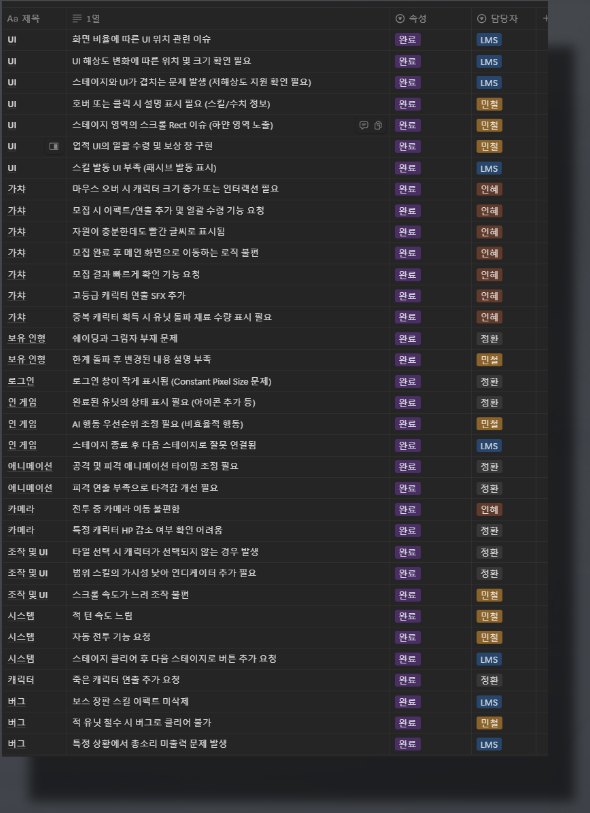 Aa 제목 1열 속성 담당자 +
UI 화면 비율에 따른 UI 위치 관련 이슈 완료 LMS
UI UI 해상도 변화에 따른 위치 및 크기 확인 필요 완료 LMS
UI 스테이지와 UI가 겹치는 문제 발생 (저해상도 지원 확인 필요) 완료 LMS
UI 호버 또는 클릭 시 설명 표시 필요 (스킬/수치 정보) 완료 민철
UI 스테이지 영역의 스크롤 Rect 이슈 (하얀 영역 노출) 완료 민철
UI 업적 UI의 일괄 수령 및 보상 창 구현 완료 민철
UI 스킬 발동 UI 부족 (패시브 발동 표시) 완료 LMS
가챠 마우스 오버 시 캐릭터 크기 증가 또는 인터랙션 필요 완료 인혜
가챠 모집 시 이펙트/연출 추가 및 일괄 수령 기능 요청 완료 인혜
가챠 자원이 충분한데도 빨간 글씨로 표시됨 완료 인혜
가챠 모집 완료 후 메인 화면으로 이동하는 로직 불편 완료 인혜
가챠 모집 결과 빠르게 확인 기능 요청 완료 인혜
가챠 고등급 캐릭터 연출 SFX 추가 완료 인혜
가챠 중복 캐릭터 획득 시 유닛 돌파 재료 수량 표시 필요 완료 인혜
보유 인형 쉐이딩과 그림자 부재 문제 완료 정환
보유 인형 한계 돌파 후 변경된 내용 설명 부족 완료 민철
로그인 로그인 창이 작게 표시됨 (Constant Pixel Size 문제) 완료 정환
인 게임 완료된 유닛의 상태 표시 필요 (아이콘 추가 등) 완료 정환
인 게임 AI 행동 우선순위 조정 필요 (비효율적 행동) 완료 민철
인 게임 스테이지 종료 후 다음 스테이지로 잘못 연결됨 완료 LMS
애니메이션 공격 및 피격 애니메이션 타이밍 조정 필요 완료 정환
애니메이션 피격 연출 부족으로 타격감 개선 필요 완료 정환
카메라 전투 중 카메라 이동 불편함 완료 인혜
카메라 특정 캐릭터 HP 감소 여부 확인 어려움 완료 정환
조작 및 UI 타일 선택 시 캐릭터가 선택되지 않는 경우 발생 완료 정환
조작 및 UI 범위 스킬의 가시성 낮아 인디케이터 추가 필요 완료 정환
조작 및 UI 스크롤 속도가 느려 조작 불편 완료 민철
시스템 적 턴 속도 느림 완료 민철
시스템 자동 전투 기능 요청 완료 민철
시스템 스테이지 클리어 후 다음 스테이지로 버튼 추가 요청 완료 LMS
캐릭터 죽은 캐릭터 연출 추가 요청 완료 정환
버그 보스 장판 스킬 이펙트 미삭제 완료 LMS
버그 적 유닛 철수 시 버그로 클리어 불가 완료 민철
버그 특정 상황에서 총소리 미출력 문제 발생 완료 LMS